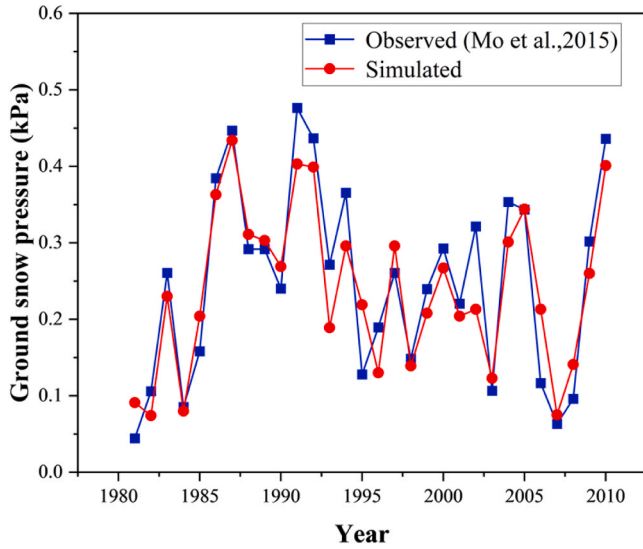 0.6
0.5
0.4
0.3
0.2
0.1
0.0
Ground snow pressure (kPa)
Observed (Mo et al.,2015)
Simulated
1980 1985 1990 1995 2000 2005 2010
Year